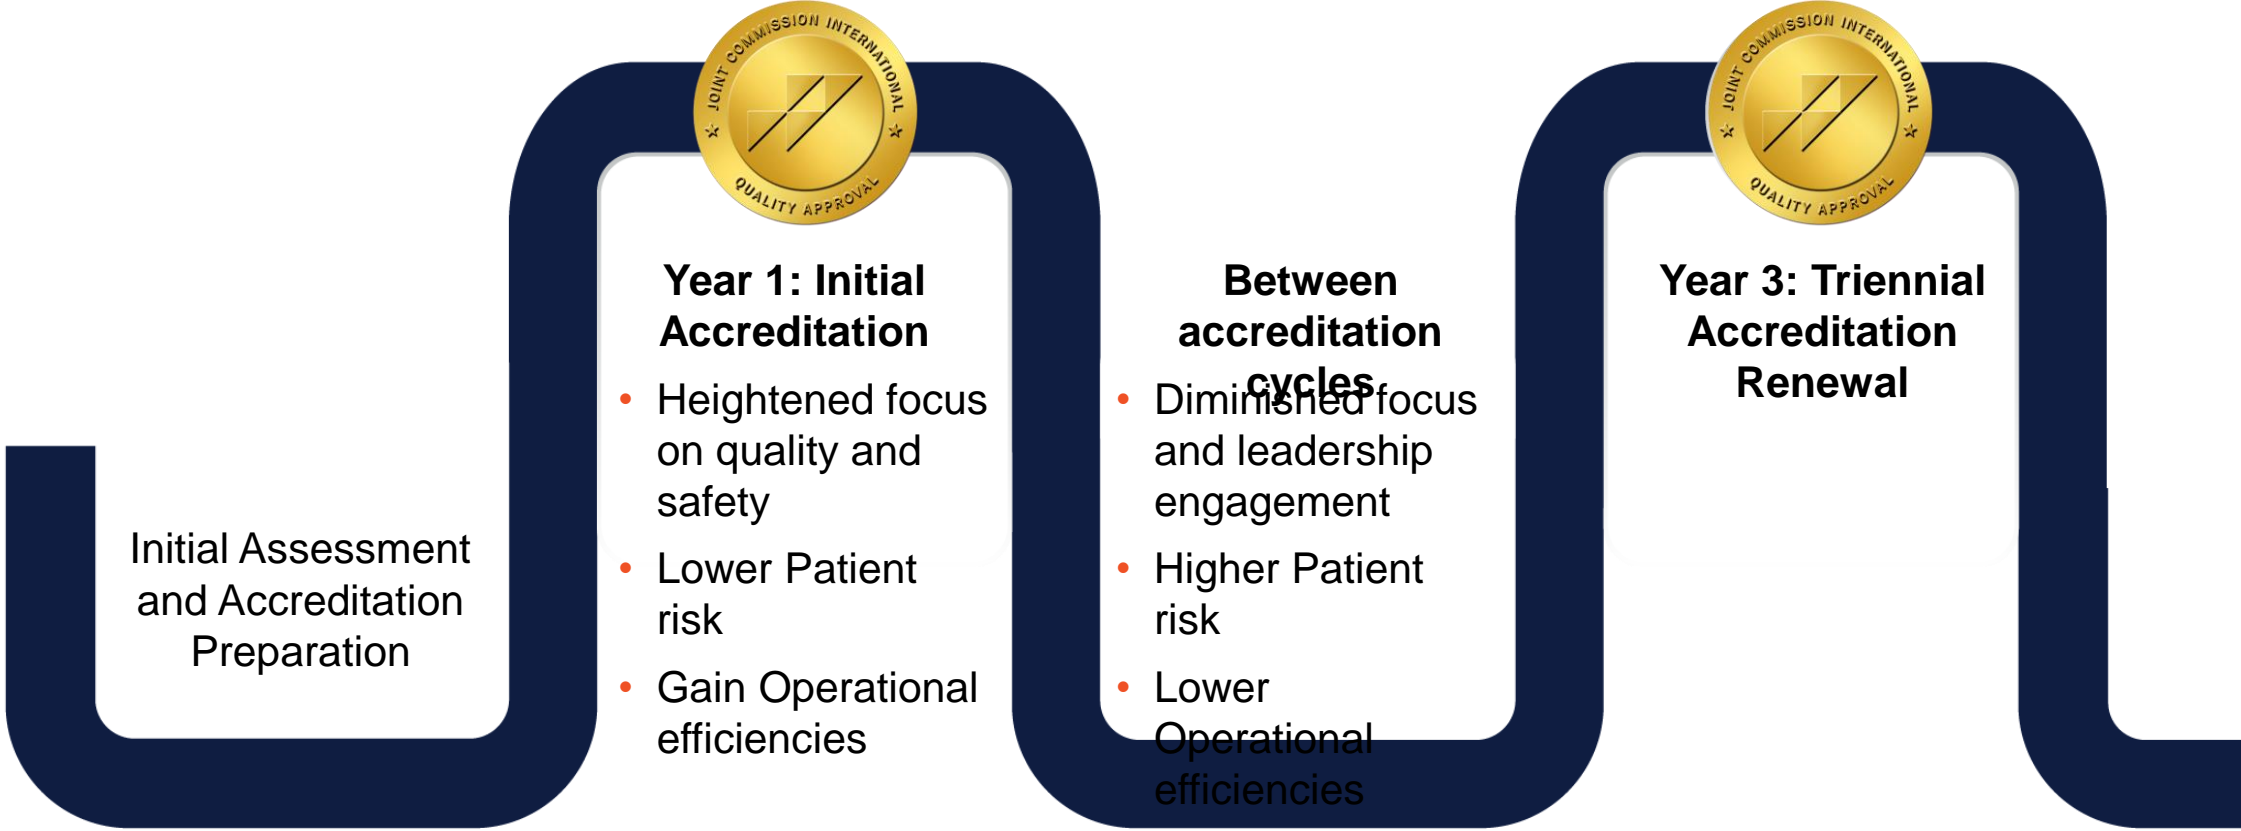 JOINT COMMISSION INTERNATIONAL
QUALITY APPROVAL
JOINT COMMISSION INTERNATIONAL
QUALITY APPROVAL
Initial Assessment
and Accreditation
Preparation
Year 1: Initial
Accreditation
• Heightened focus
on quality and
safety
• Lower Patient
risk
• Gain Operational
efficiencies
Between
accreditation
cycles
• Diminished focus
and leadership
engagement
• Higher Patient
risk
• Lower
Operational
efficiencies
Year 3: Triennial
Accreditation
Renewal